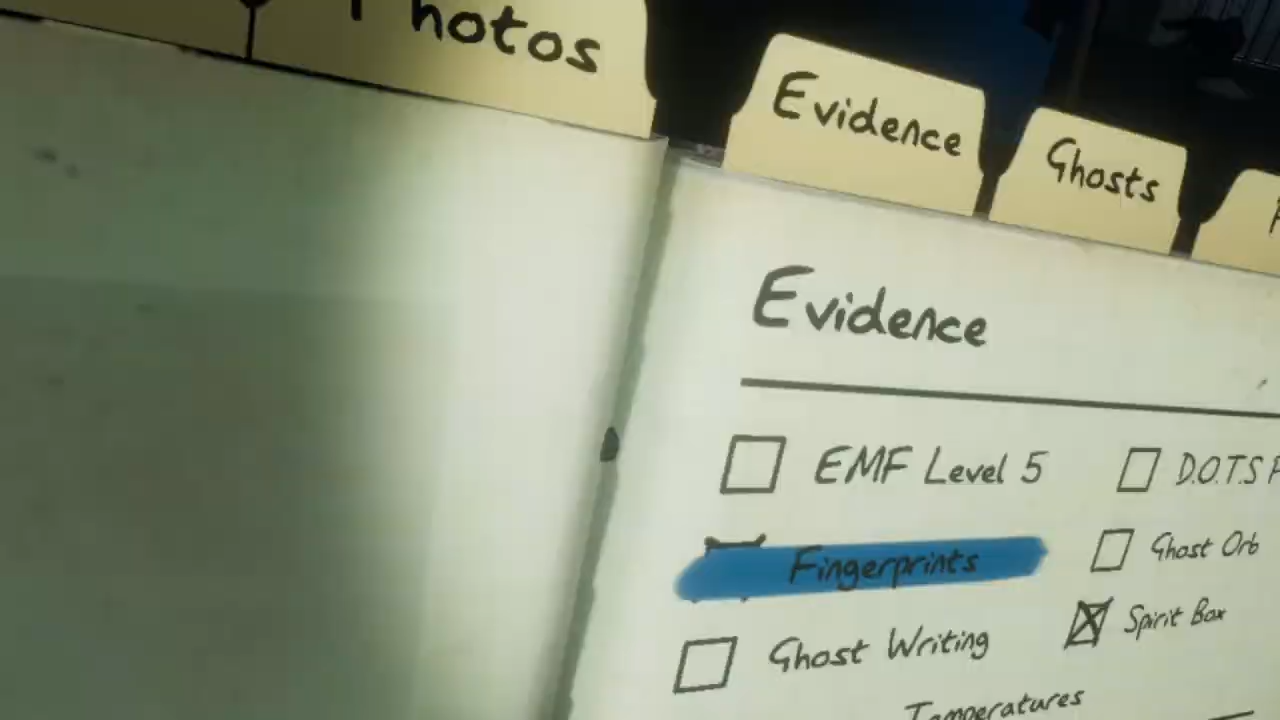 Photos
Evidence
Ghosts
Evidence
EMF Level 5
D.O.T.S
Fingerprints
Ghost Orb
Ghost Writing
Spirit Box
Temperatures